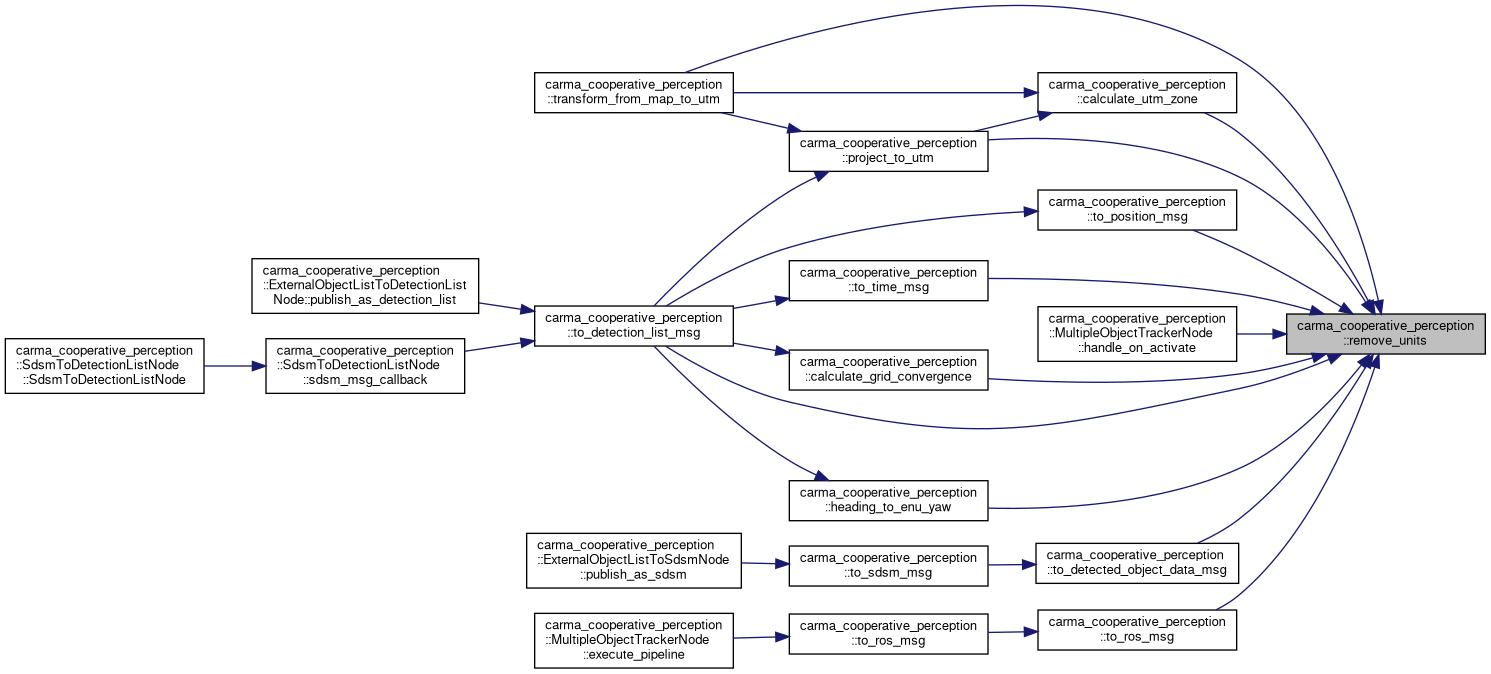 carma_cooperative_perception
::transform_from_map_to_utm
carma_cooperative_perception
::calculate_utm_zone
carma_cooperative_perception
::project_to_utm
carma_cooperative_perception
::to_position_msg
carma_cooperative_perception
::ExternalObjectListToDetectionList
Node::publish_as_detection_list
carma_cooperative_perception
::to_time_msg
carma_cooperative_perception
::to_detection_list_msg
carma_cooperative_perception
::MultipleObjectTrackerNode
::handle_on_activate
carma_cooperative_perception
::remove_units
carma_cooperative_perception
::SdsmToDetectionListNode
::SdsmToDetectionListNode
carma_cooperative_perception
::SdsmToDetectionListNode
::sdsm_msg_callback
carma_cooperative_perception
::calculate_grid_convergence
carma_cooperative_perception
::heading_to_enu_yaw
carma_cooperative_perception
::ExternalObjectListToSdsmNode
::publish_as_sdsm
carma_cooperative_perception
::to_sdsm_msg
carma_cooperative_perception
::to_detected_object_data_msg
carma_cooperative_perception
::MultipleObjectTrackerNode
::execute_pipeline
carma_cooperative_perception
::to_ros_msg
carma_cooperative_perception
::to_ros_msg